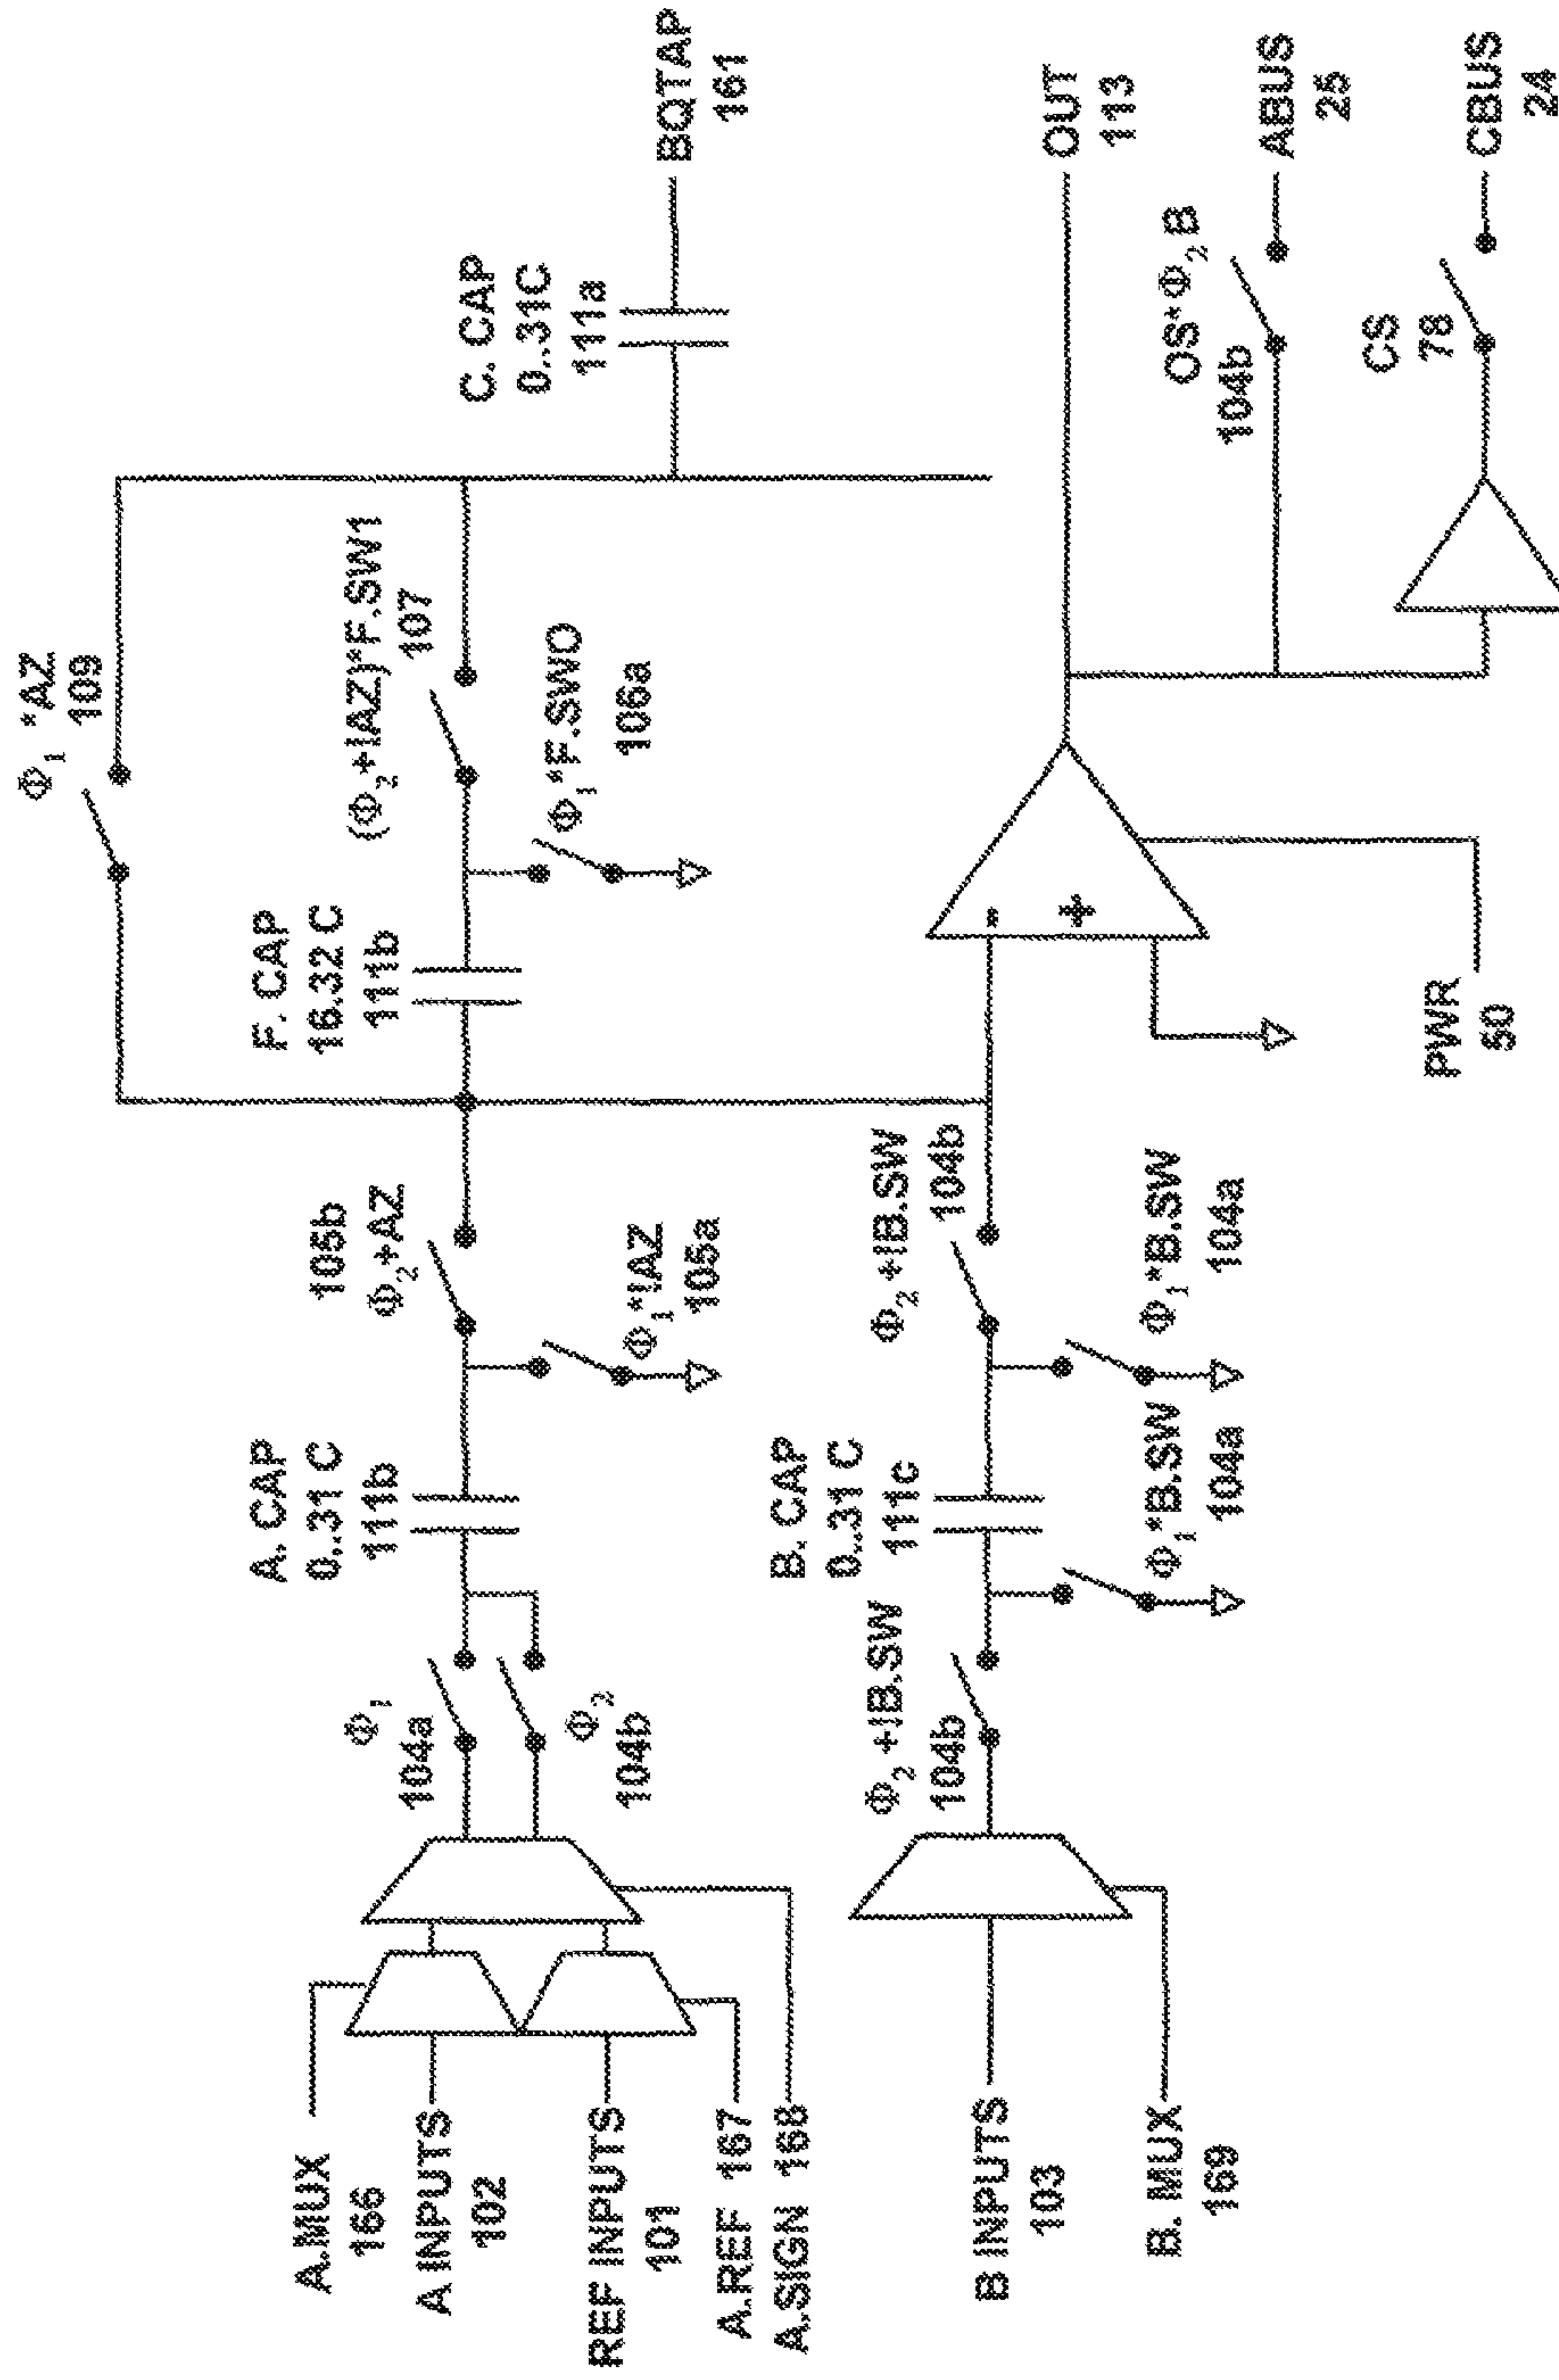 Φ1 *AZ
109
F. CAP
16.32 C
111b
(Φ2+IAZ)*F.SW1
107
Φ1*F.SWO
106a
C. CAP
0..31C
111a
BQTAP
161
A.MUX
166
A INPUTS
102
REF INPUTS
101
A.REF 167
A.SIGN 168
Φ1
104a
Φ2
104b
A. CAP
0..31 C
111b
105b
Φ2+AZ
Φ1*IAZ
105a
B INPUTS
103
B. MUX
169
Φ2 +IB.SW
104b
B. CAP
0..31 C
111c
Φ1*B.SW
104a
Φ2 +IB.SW
104b
Φ1*B.SW
104a
-
+
PWR
50
OUT
113
OS*Φ2 B
104b
ABUS
25
CS
78
CBUS
24